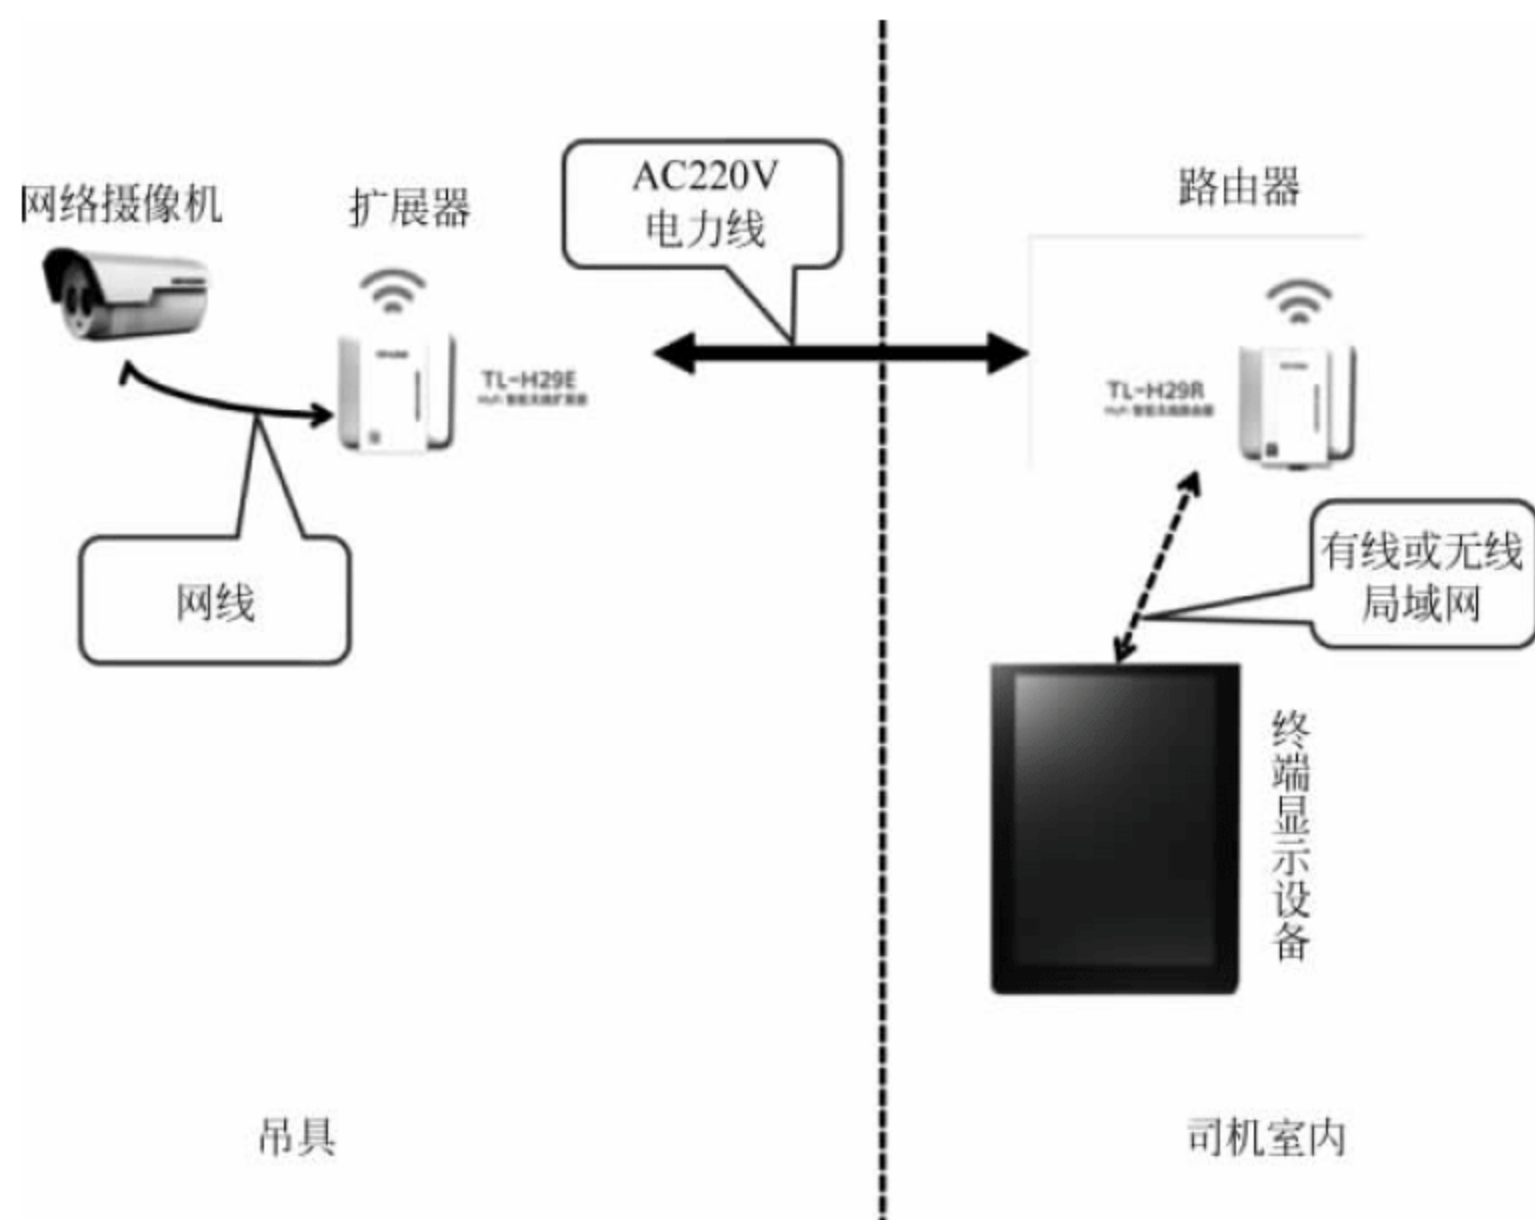 网络摄像机
扩展器
AC220V
电力线
路由器
TL-H29E
TL-H29R
网线
有线或无线
局域网
终端显示设备
吊具
司机室内